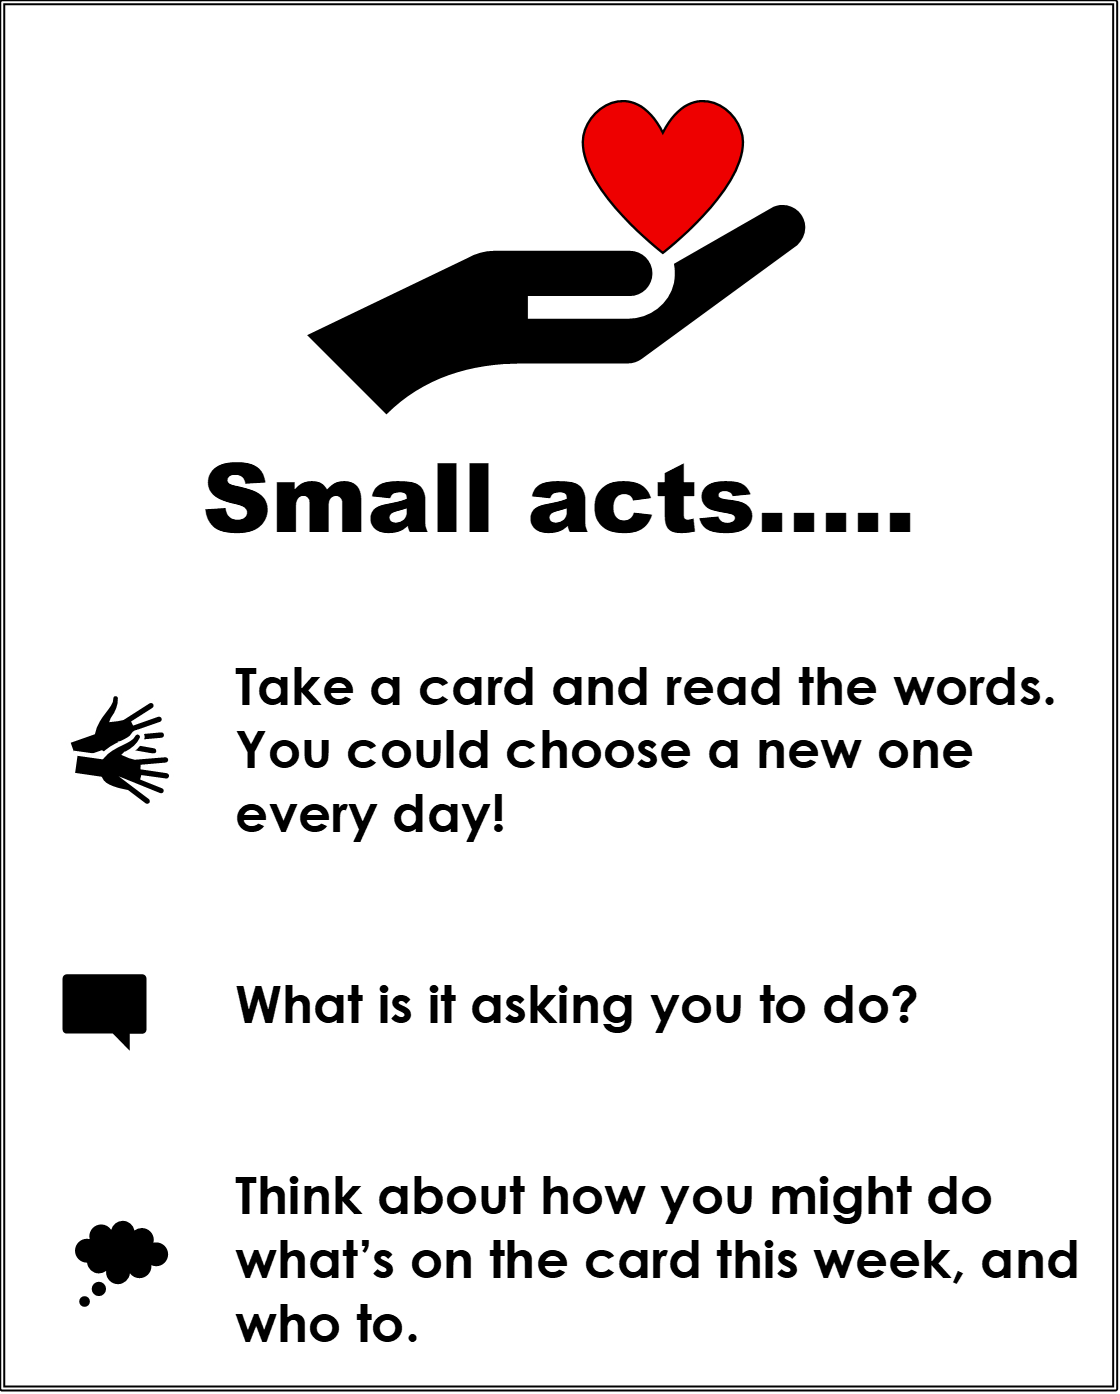 Small acts.....
Take a card and read the words.
You could choose a new one
every day!
What is it asking you to do?
Think about how you might do
what’s on the card this week, and
who to.